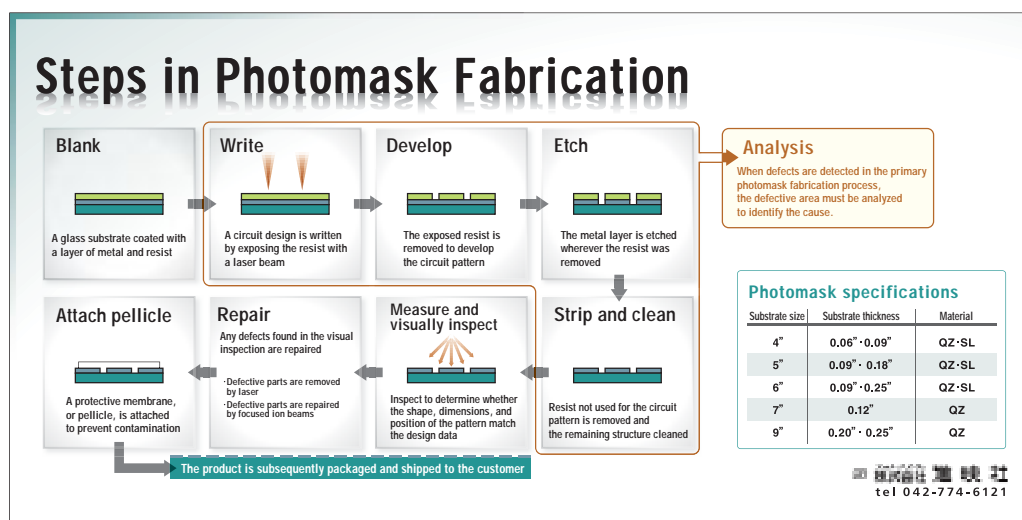 Steps in Photomask Fabrication
Blank
A glass substrate coated with
a layer of metal and resist
Write
A circuit design is written
by exposing the resist with
a laser beam
Develop
The exposed resist is
removed to develop
the circuit pattern
Etch
The metal layer is etched
wherever the resist was
removed
Analysis
When defects are detected in the primary
photomask fabrication process,
the defective area must be analyzed
to identify the cause.
Strip and clean
Resist not used for the circuit
pattern is removed and
the remaining structure cleaned
Measure and
visually inspect
Inspect to determine whether
the shape, dimensions, and
position of the pattern match
the design data
Repair
Any defects found in the visual
inspection are repaired
·Defective parts are removed
by laser
·Defective parts are repaired
by focused ion beams
Attach pellicle
A protective membrane,
or pellicle, is attached
to prevent contamination
The product is subsequently packaged and shipped to the customer
Photomask specifications
Substrate size Substrate thickness Material
4” 0.06”·0.09” QZ·SL
5” 0.09”·0.18” QZ·SL
6” 0.09”·0.25” QZ·SL
7” 0.12” QZ
9” 0.20”·0.25” QZ
tel 042-774-6121